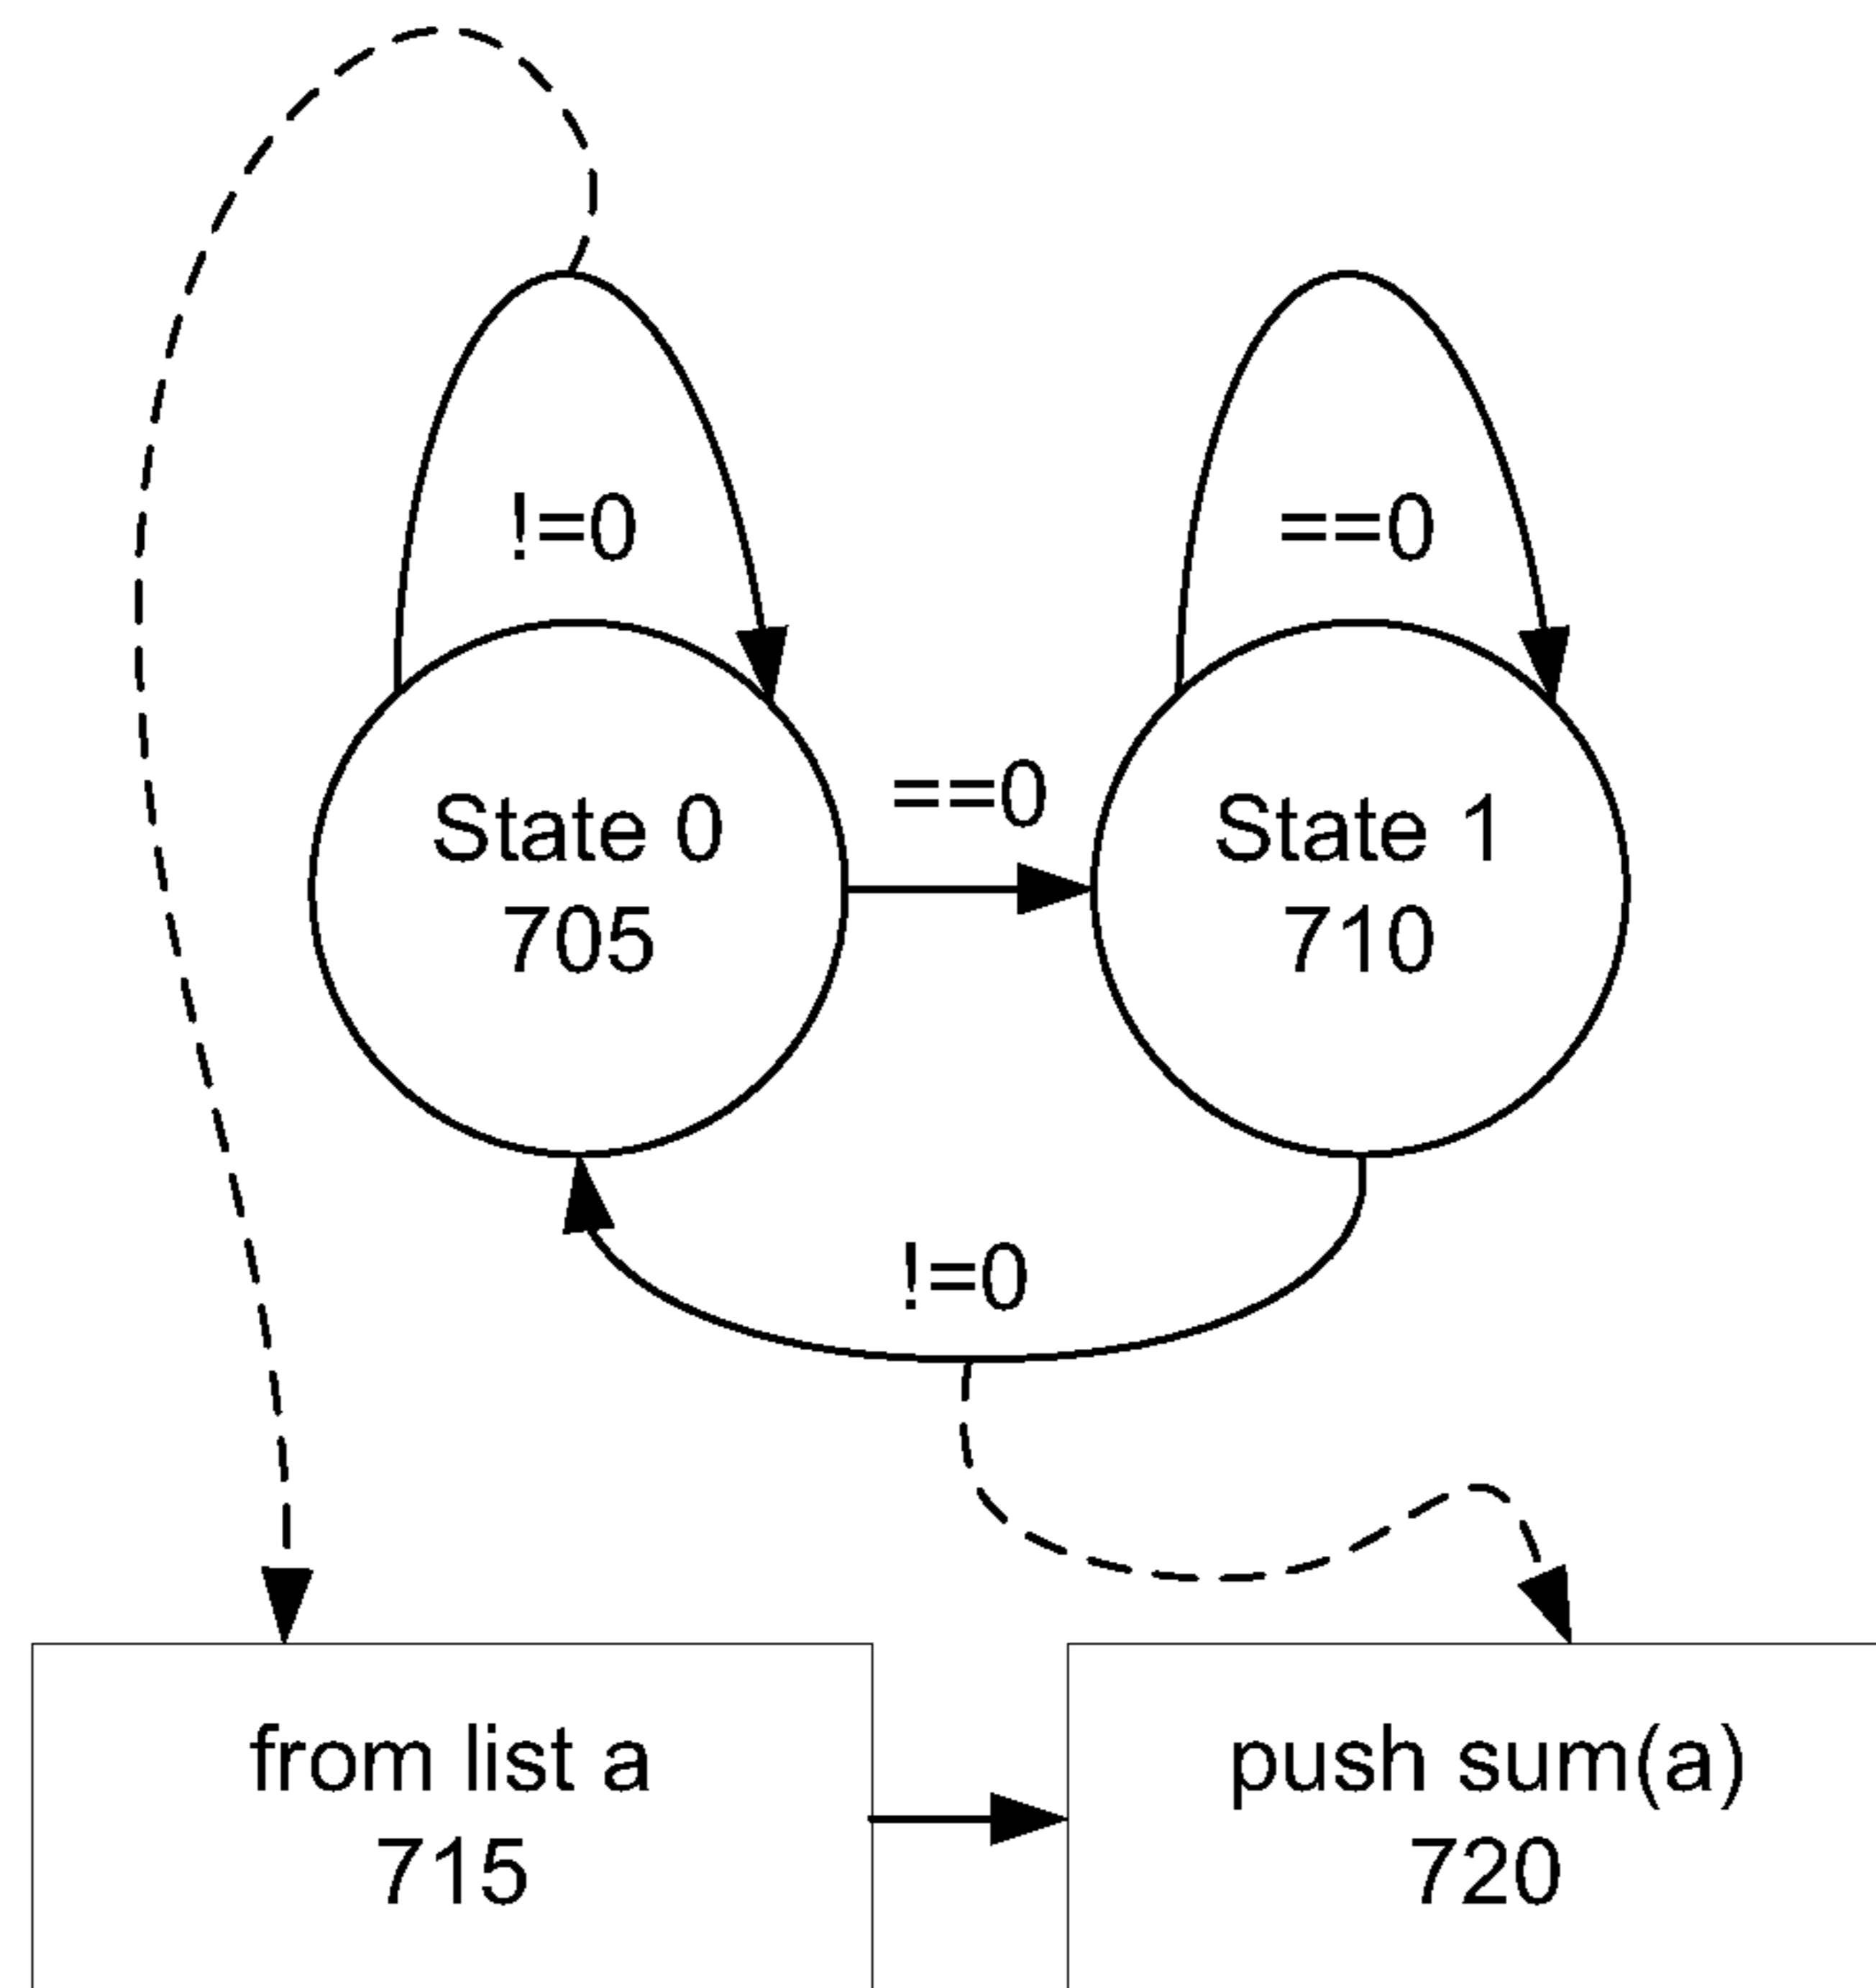 !=0
==0
State 0
705
==0
State 1
710
!=0
from list a
715
push sum(a)
720